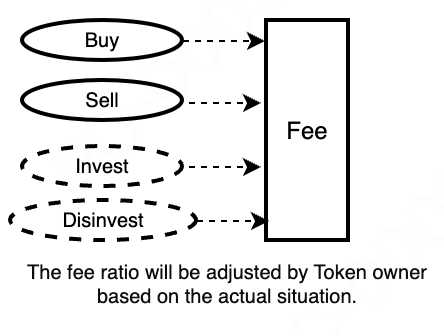 Buy
Sell
Fee
Invest
Disinvest
The fee ratio will be adjusted by Token owner
based on the actual situation.